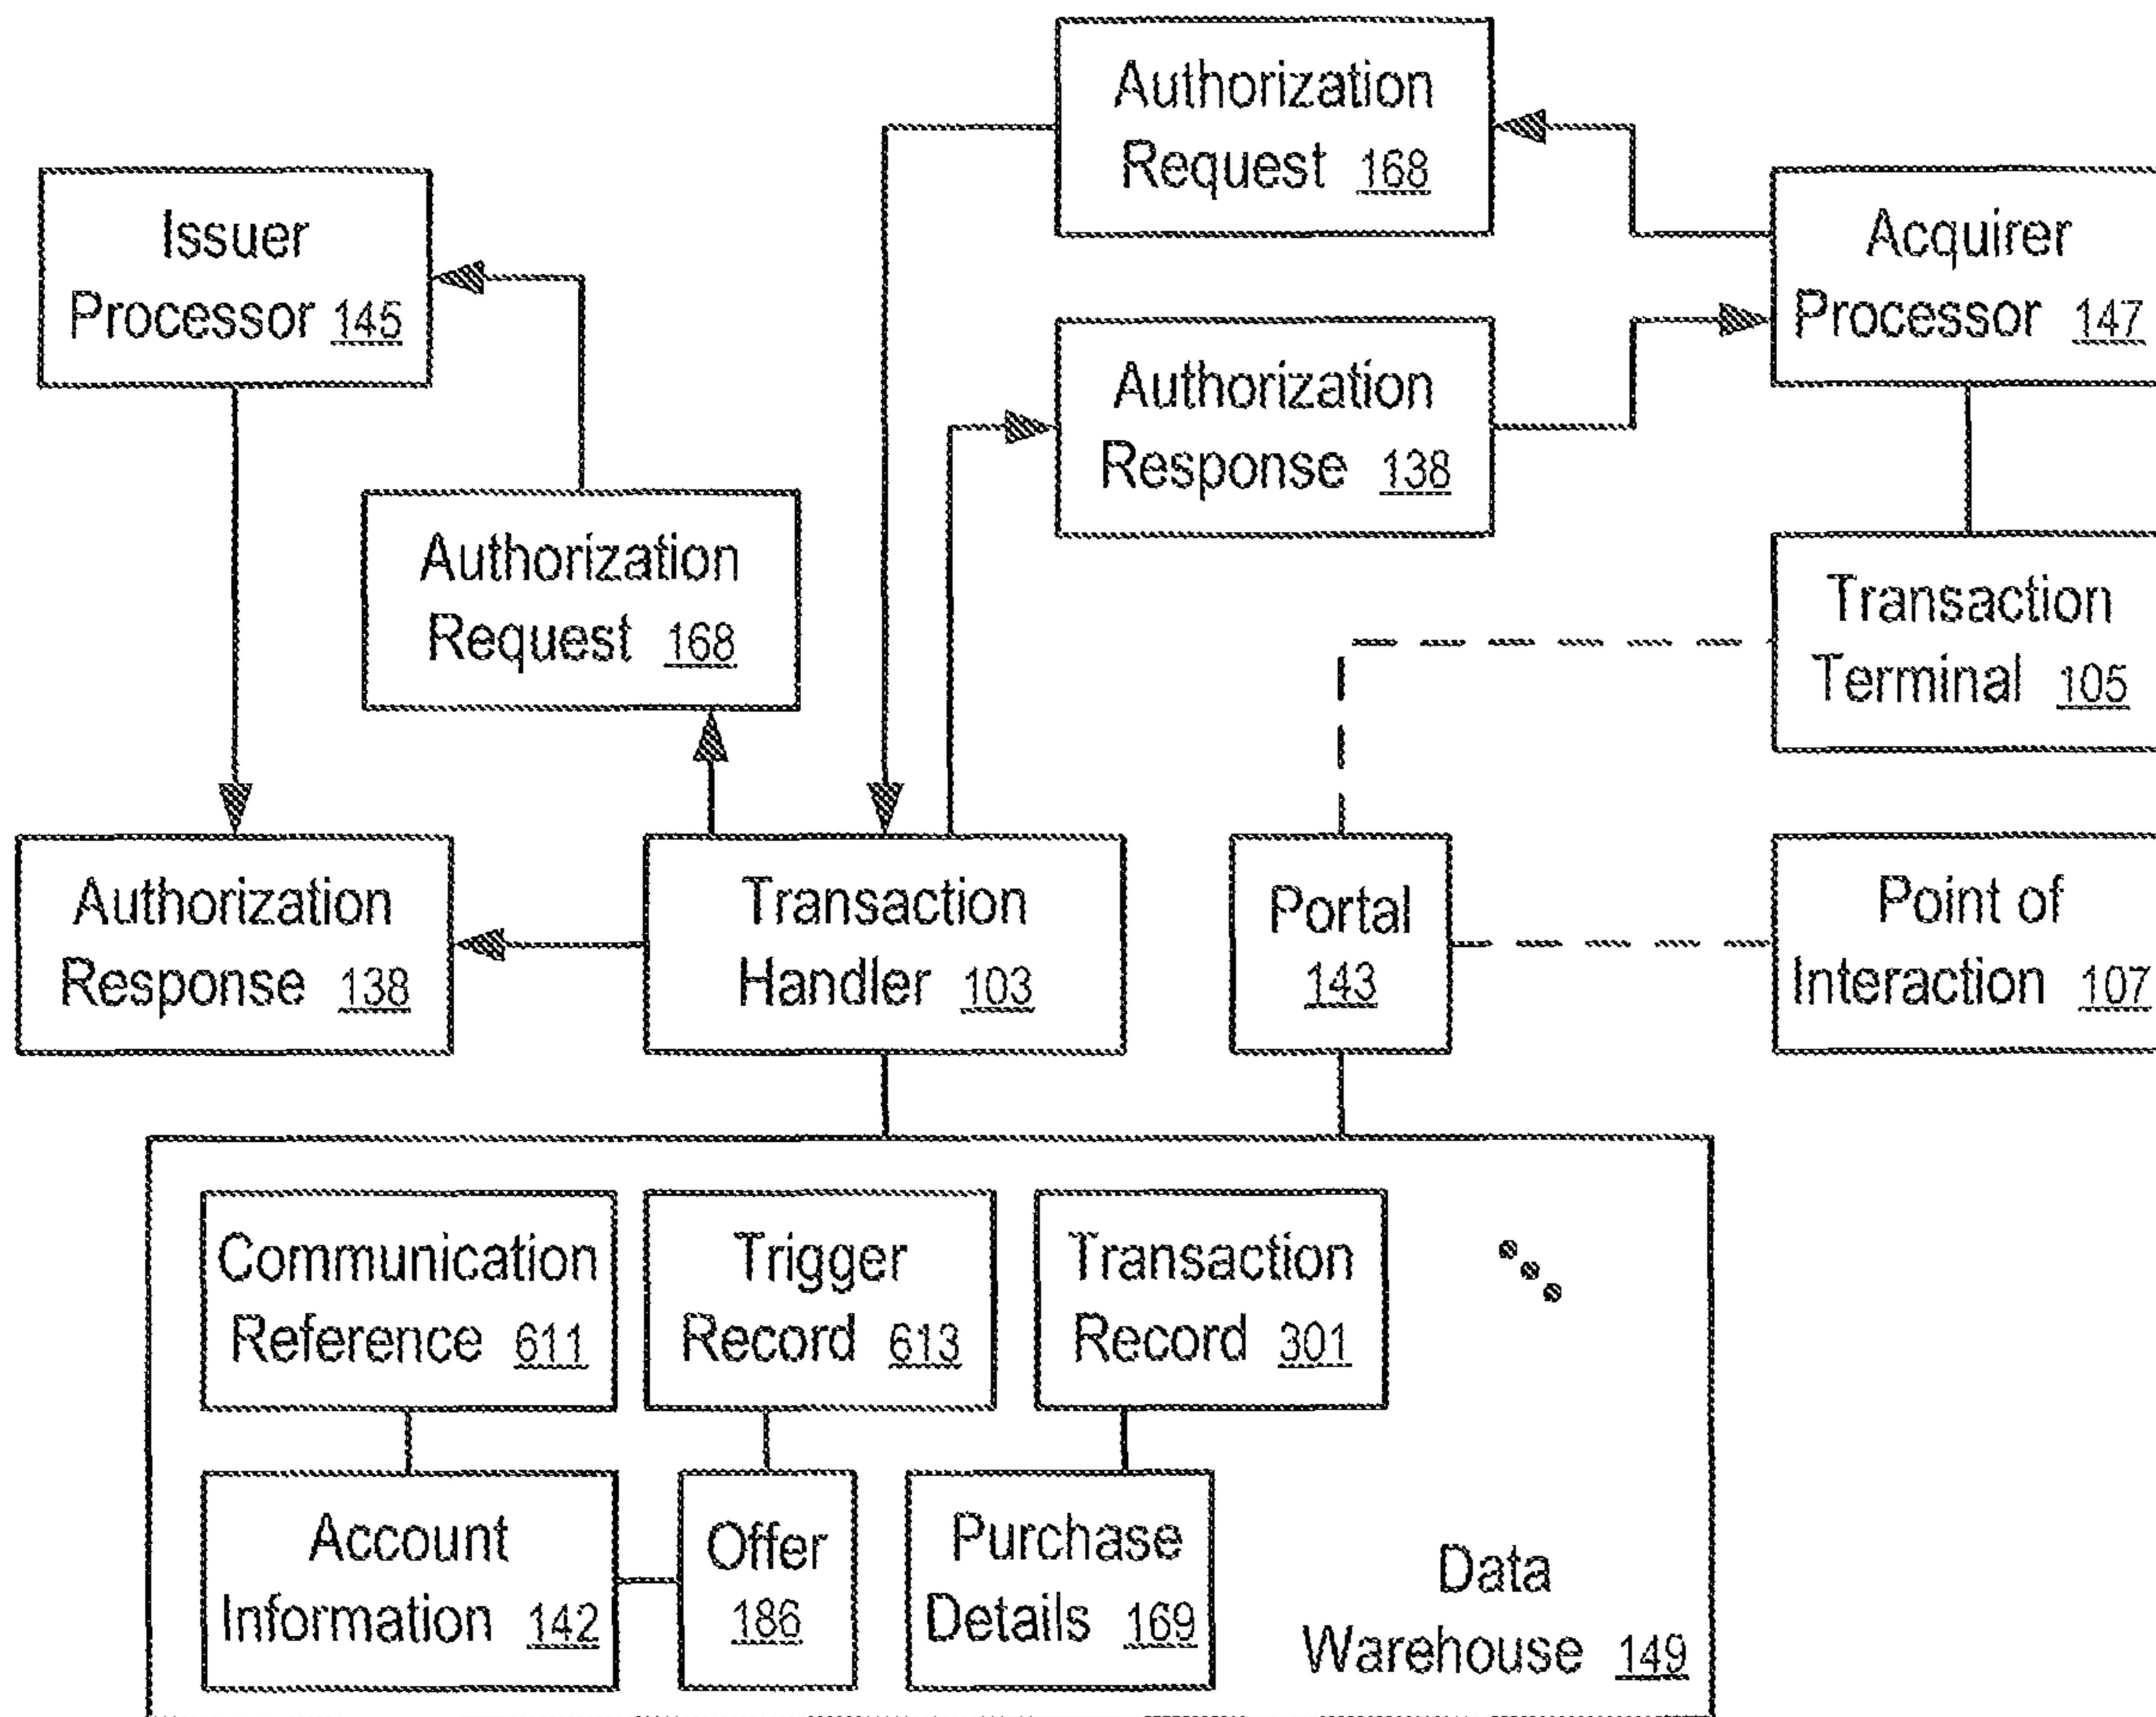 Authorization
Request 168
Issuer
Processor 145
Acquirer
Processor 147
Authorization
Response 138
Authorization
Request 168
Transaction
Terminal 105
Authorization
Response 138
Transaction
Handler 103
Portal
143
Point of
Interaction 107
Communication
Reference 611
Trigger
Record 613
Transaction
Record 301
Account
Information 142
Offer
186
Purchase
Details 169
Data
Warehouse 149